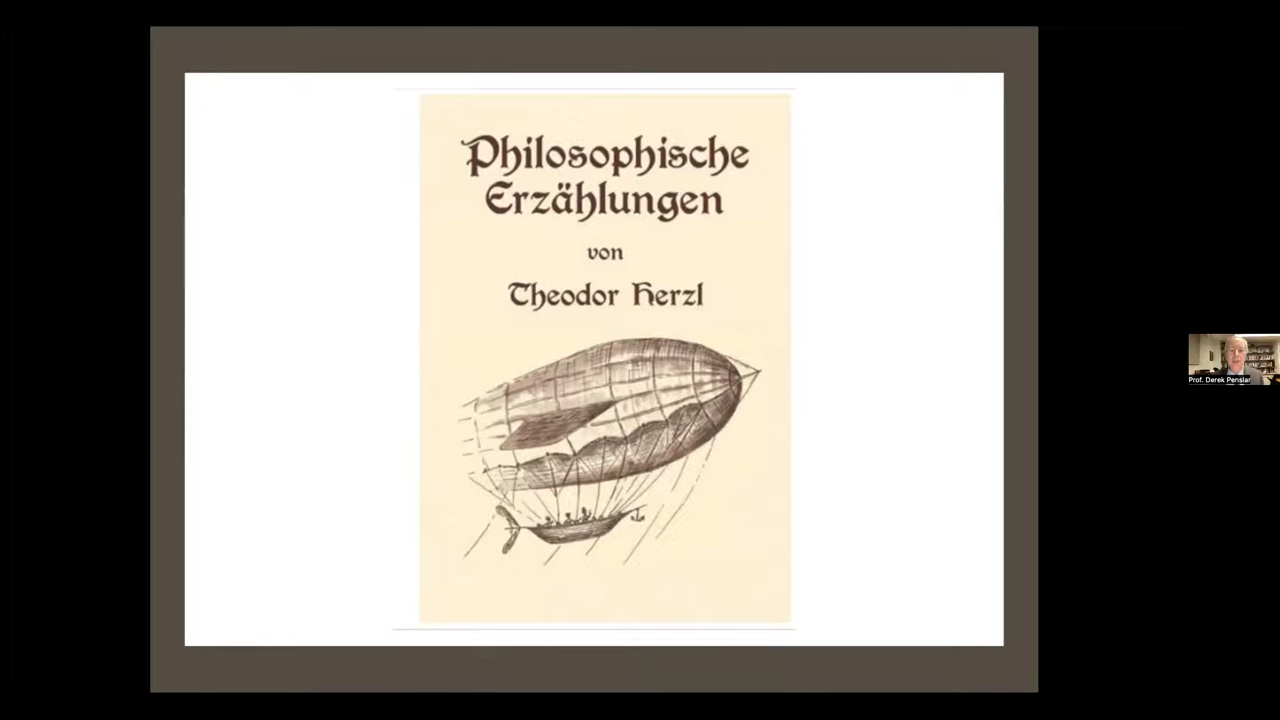 Philosophische
Erzählungen
von
Theodor Herzl
Prof. Derek Penslar